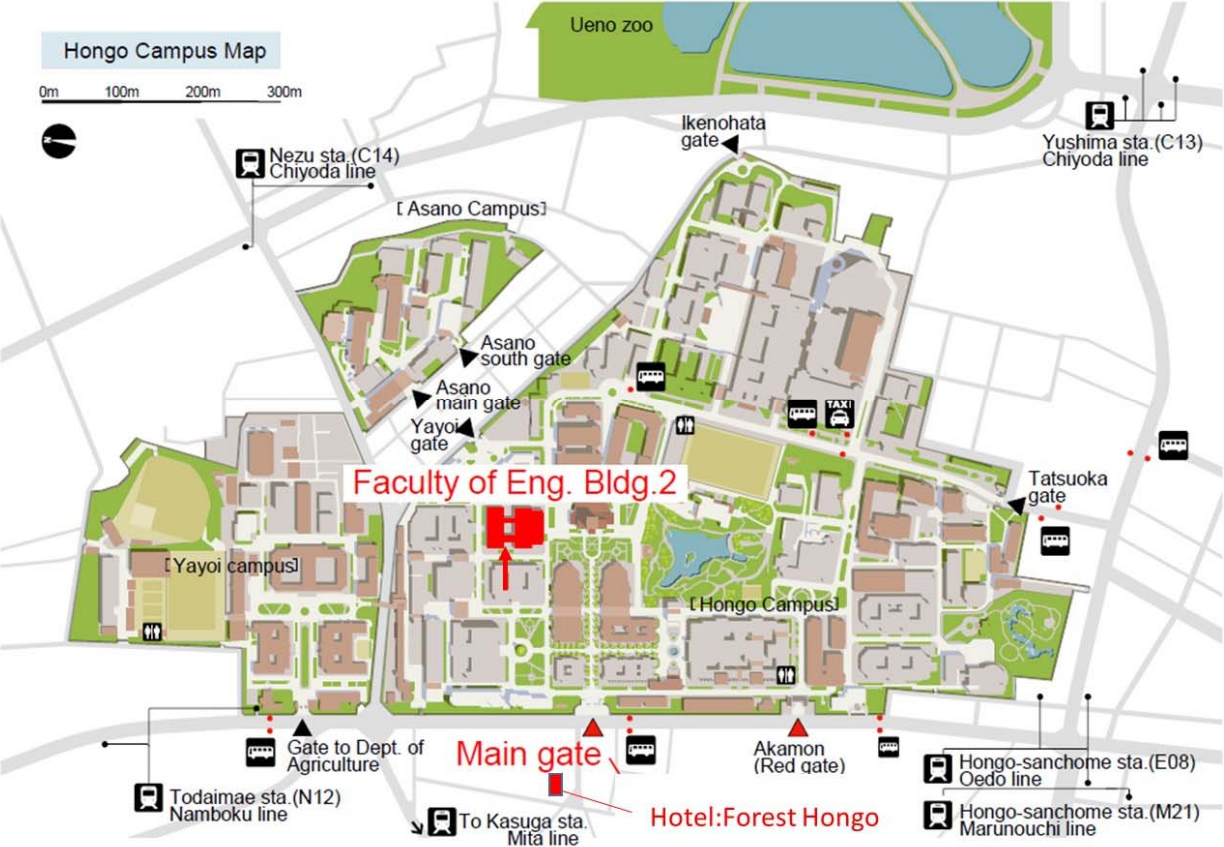 Ueno zoo
Hongo Campus Map
0m 100m 200m 300m
N
Ikenohata
gate
Yushima sta.(C13)
Chiyoda line
Nezu sta.(C14)
Chiyoda line
[Asano Campus]
Asano
south gate
Asano
main gate
Yayoi
gate
TAXI
Faculty of Eng. Bldg.2
Tatsuoka
gate
[Yayoi campus]
[Hongo Campus]
Gate to Dept. of
Agriculture
Main gate
Akamon
(Red gate)
Hongo-sanchome sta.(E08)
Oedo line
Todaimae sta.(N12)
Namboku line
To Kasuga sta.
Mita line
Hotel:Forest Hongo
Hongo-sanchome sta.(M21)
Marunouchi line